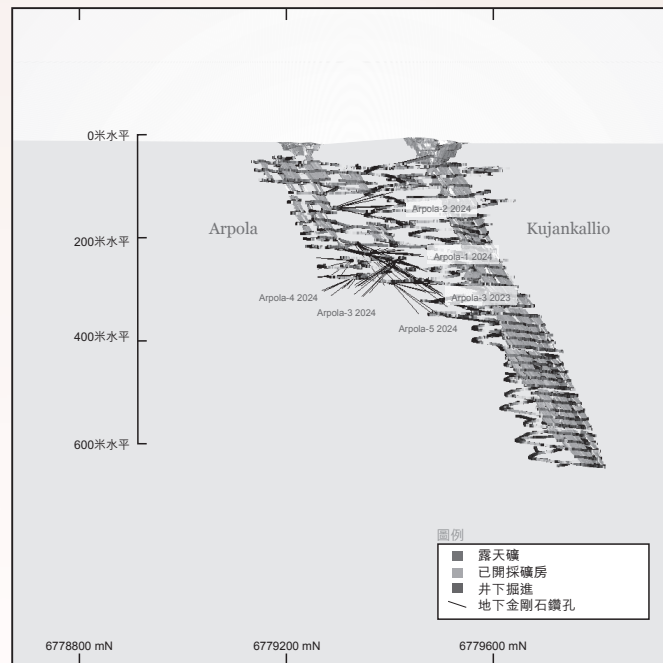 0米水平
Arpola-2 2024
Arpola
Kujankallio
200米水平
Arpola-1 2024
Arpola-4 2024
Arpola-3 2023
Arpola-3 2024
Arpola-5 2024
400米水平
600米水平
圖例
露天礦
已開採礦房
井下掘進
地下金剛石鑽孔
6778800 mN
6779200 mN
6779600 mN